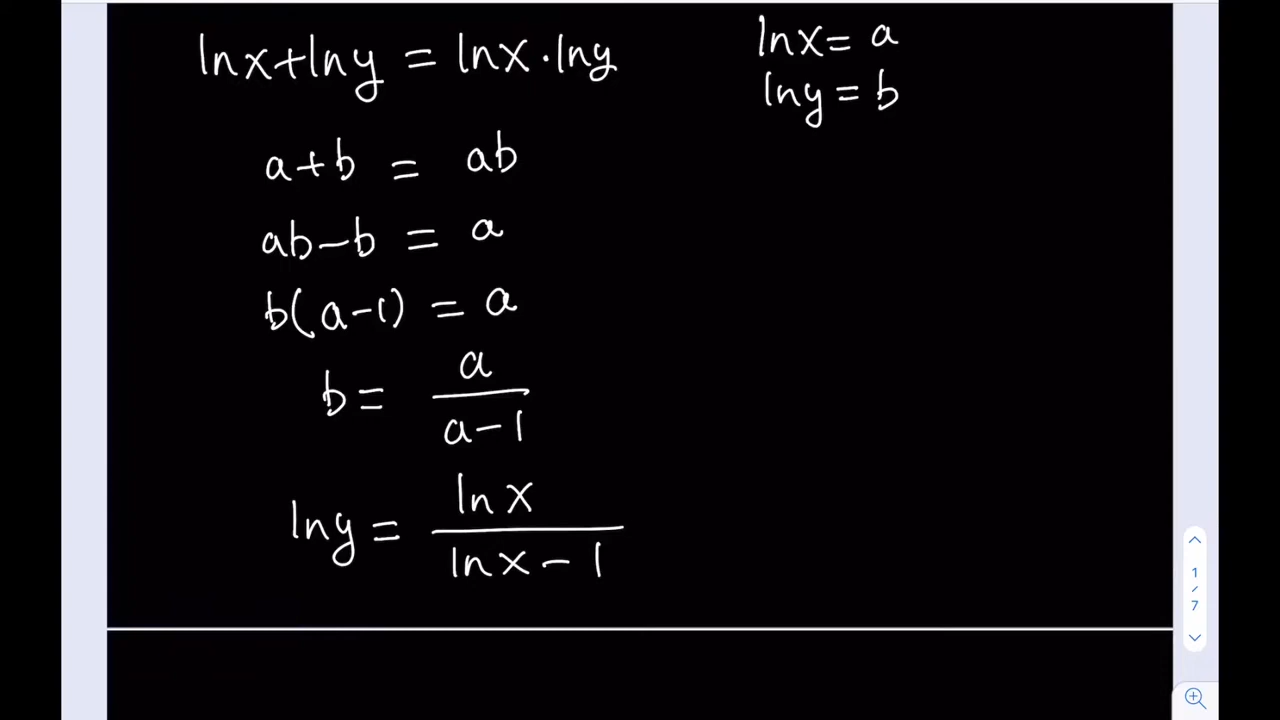 lnx+lny = lnx·lny
lnx = a
lny = b
a+b = ab
ab-b = a
b(a-1) = a
b = a/(a-1)
lny = lnx/(lnx-1)
1
/
7